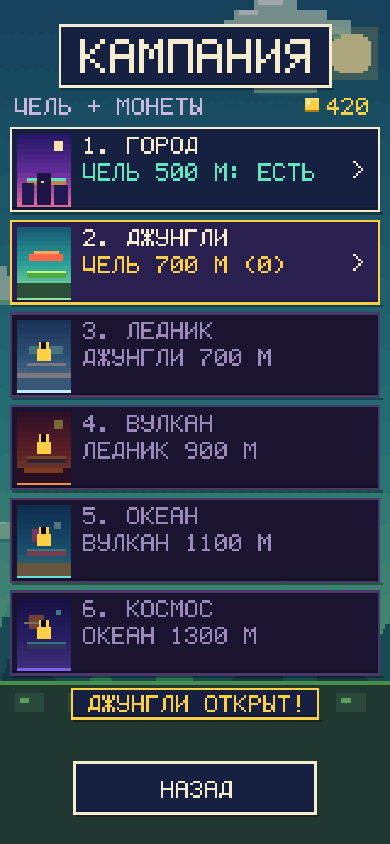 КАМПАНИЯ
ЦЕЛЬ + МОНЕТЫ 420
1. ГОРОД
ЦЕЛЬ 500 М: ЕСТЬ >
2. ДЖУНГЛИ
ЦЕЛЬ 700 М (0) >
3. ЛЕДНИК
ДЖУНГЛИ 700 М
4. ВУЛКАН
ЛЕДНИК 900 М
5. ОКЕАН
ВУЛКАН 1100 М
6. КОСМОС
ОКЕАН 1300 М
ДЖУНГЛИ ОТКРЫТ!
НАЗАД